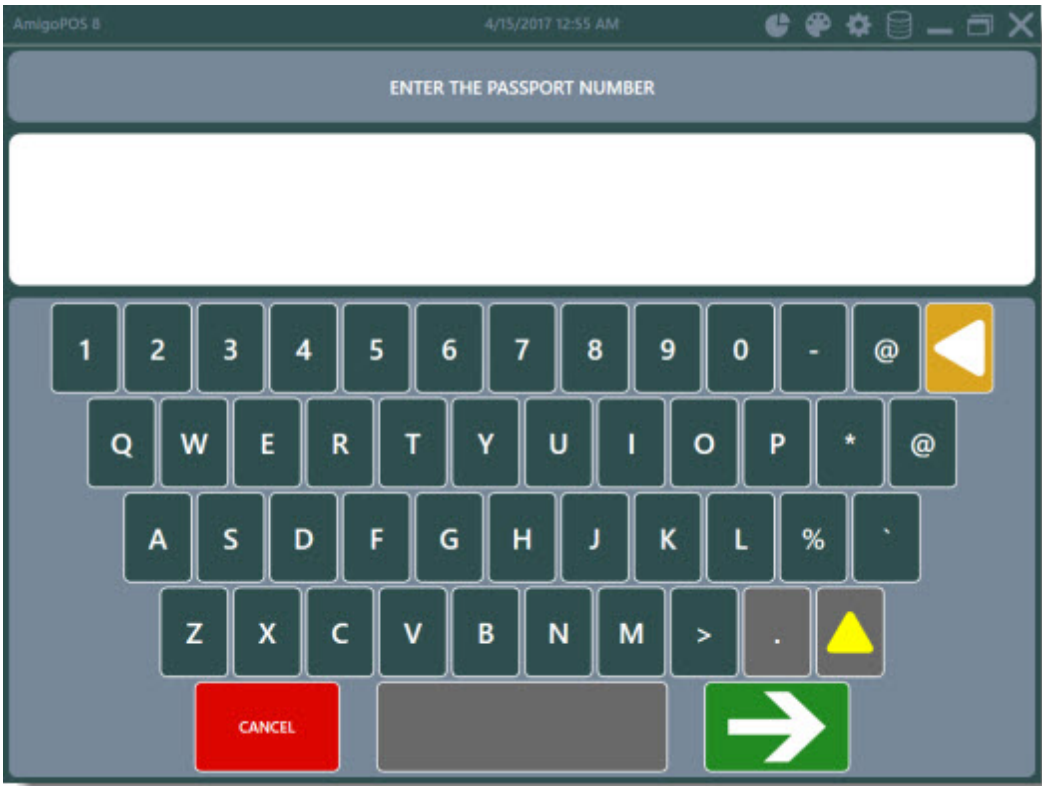 AmigoPOS 8 4/15/2017 12:55 AM
ENTER THE PASSPORT NUMBER
1 2 3 4 5 6 7 8 9 0 - @
Q W E R T Y U I O P * @
A S D F G H J K L % `
Z X C V B N M > .
CANCEL